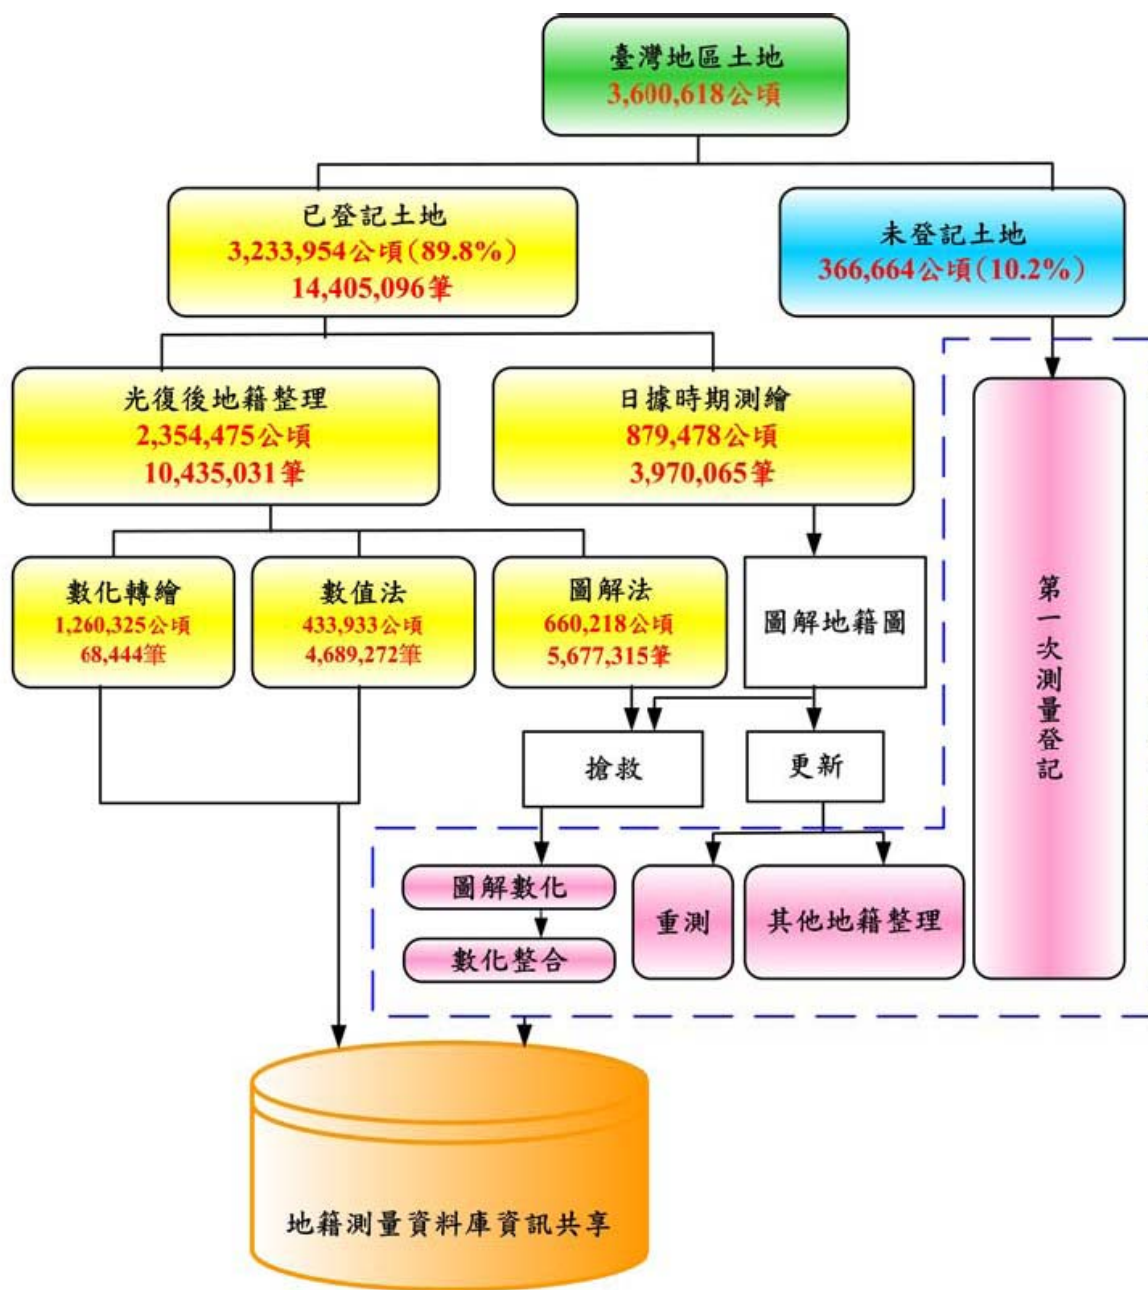 臺灣地區土地
3,600,618公頃
已登記土地
3,233,954公頃(89.8%)
14,405,096筆
未登記土地
366,664公頃(10.2%)
光復後地籍整理
2,354,475公頃
10,435,031筆
日據時期測繪
879,478公頃
3,970,065筆
數化轉繪
1,260,325公頃
68,444筆
數值法
433,933公頃
4,689,272筆
圖解法
660,218公頃
5,677,315筆
圖解地籍圖
第一次測量登記
搶救
更新
圖解數化
數化整合
重測
其他地籍整理
地籍測量資料庫資訊共享